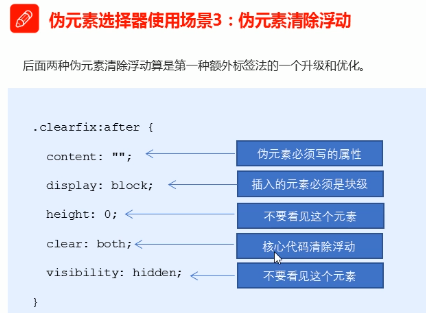 伪元素选择器使用场景3：伪元素清除浮动
后面两种伪元素清除浮动算是第一种额外标签法的一个升级和优化。
.clearfix:after {
content: "";
伪元素必须写的属性
display: block;
插入的元素必须是块级
height: 0;
不要看见这个元素
clear: both;
核心代码清除浮动
visibility: hidden;
不要看见这个元素
}